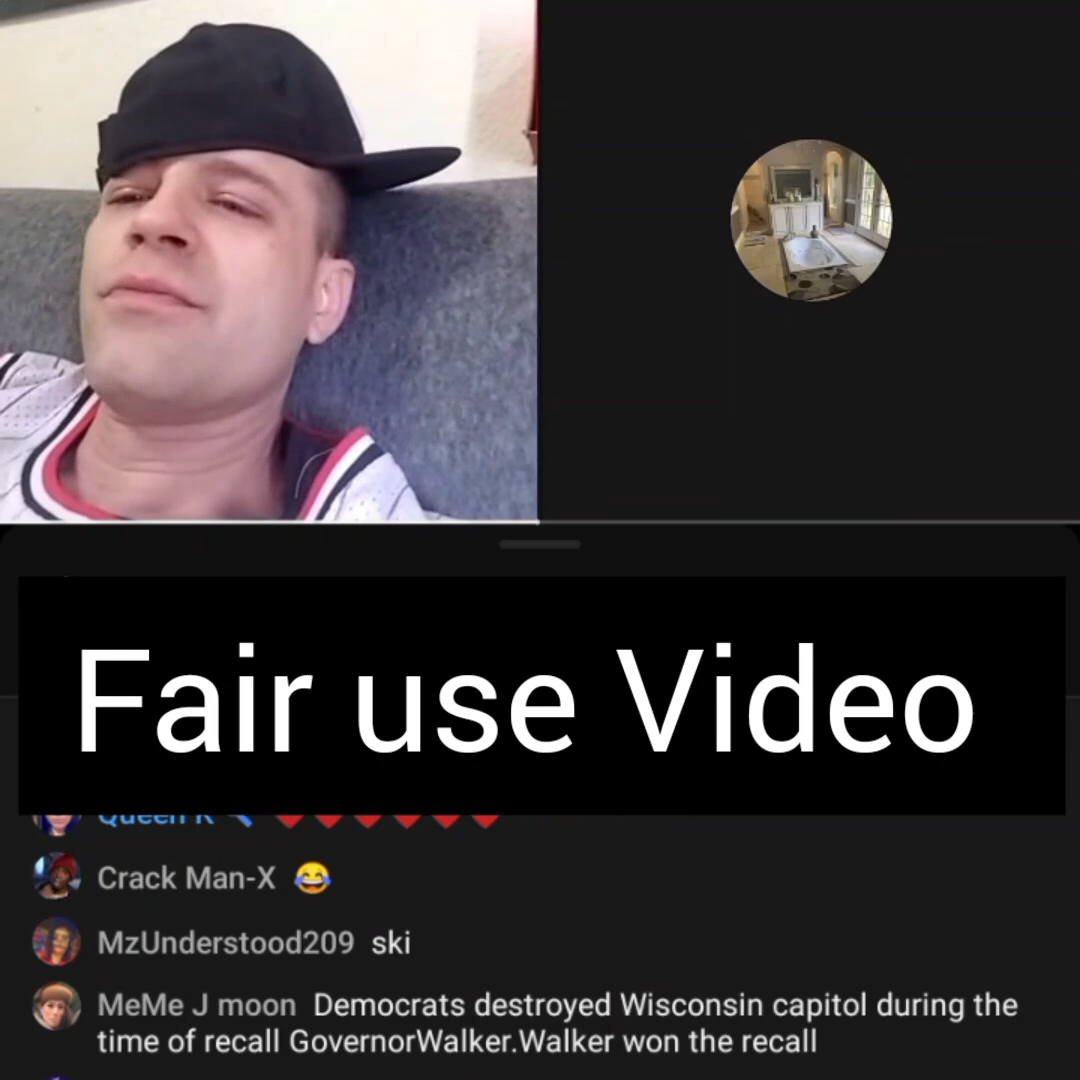 Fair use Video
Queen K
Crack Man-X 😂
MzUnderstood209 ski
MeMe J moon Democrats destroyed Wisconsin capitol during the
time of recall GovernorWalker.Walker won the recall